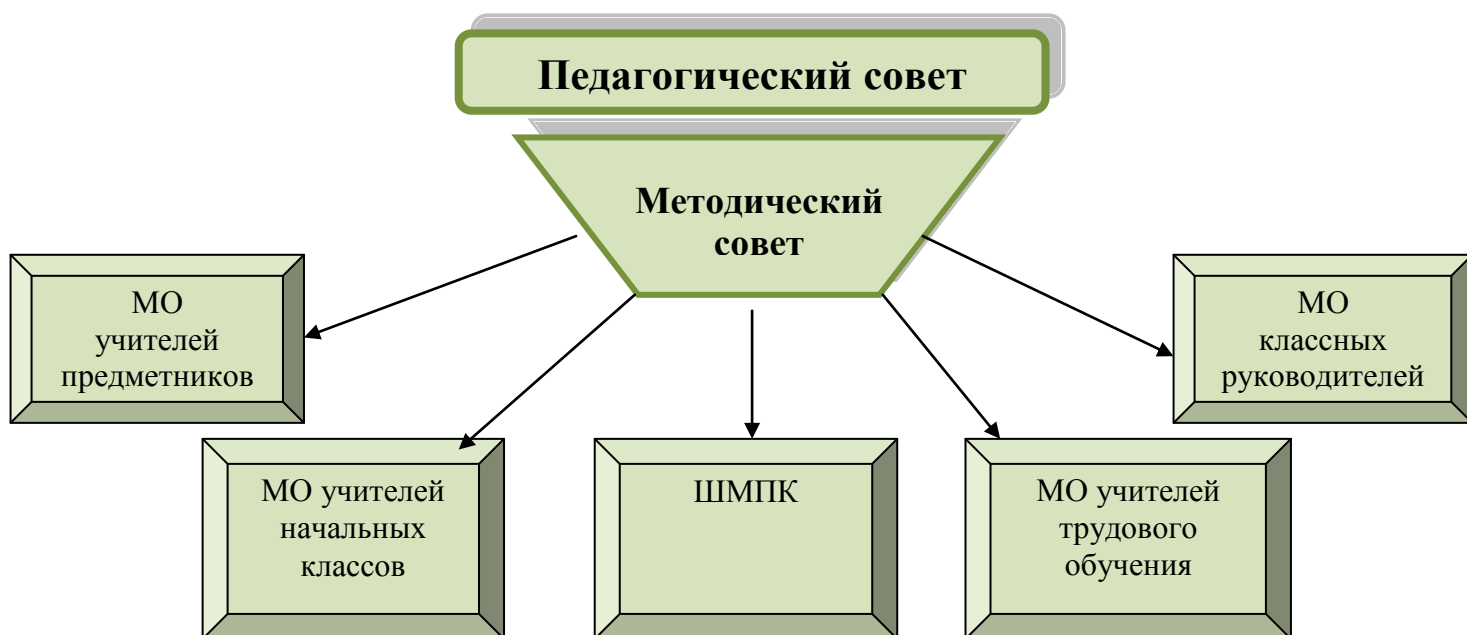 Педагогический совет
Методический
совет
МО
учителей
предметников
МО
классных
руководителей
МО учителей
начальных
классов
ШМПК
МО учителей
трудового
обучения